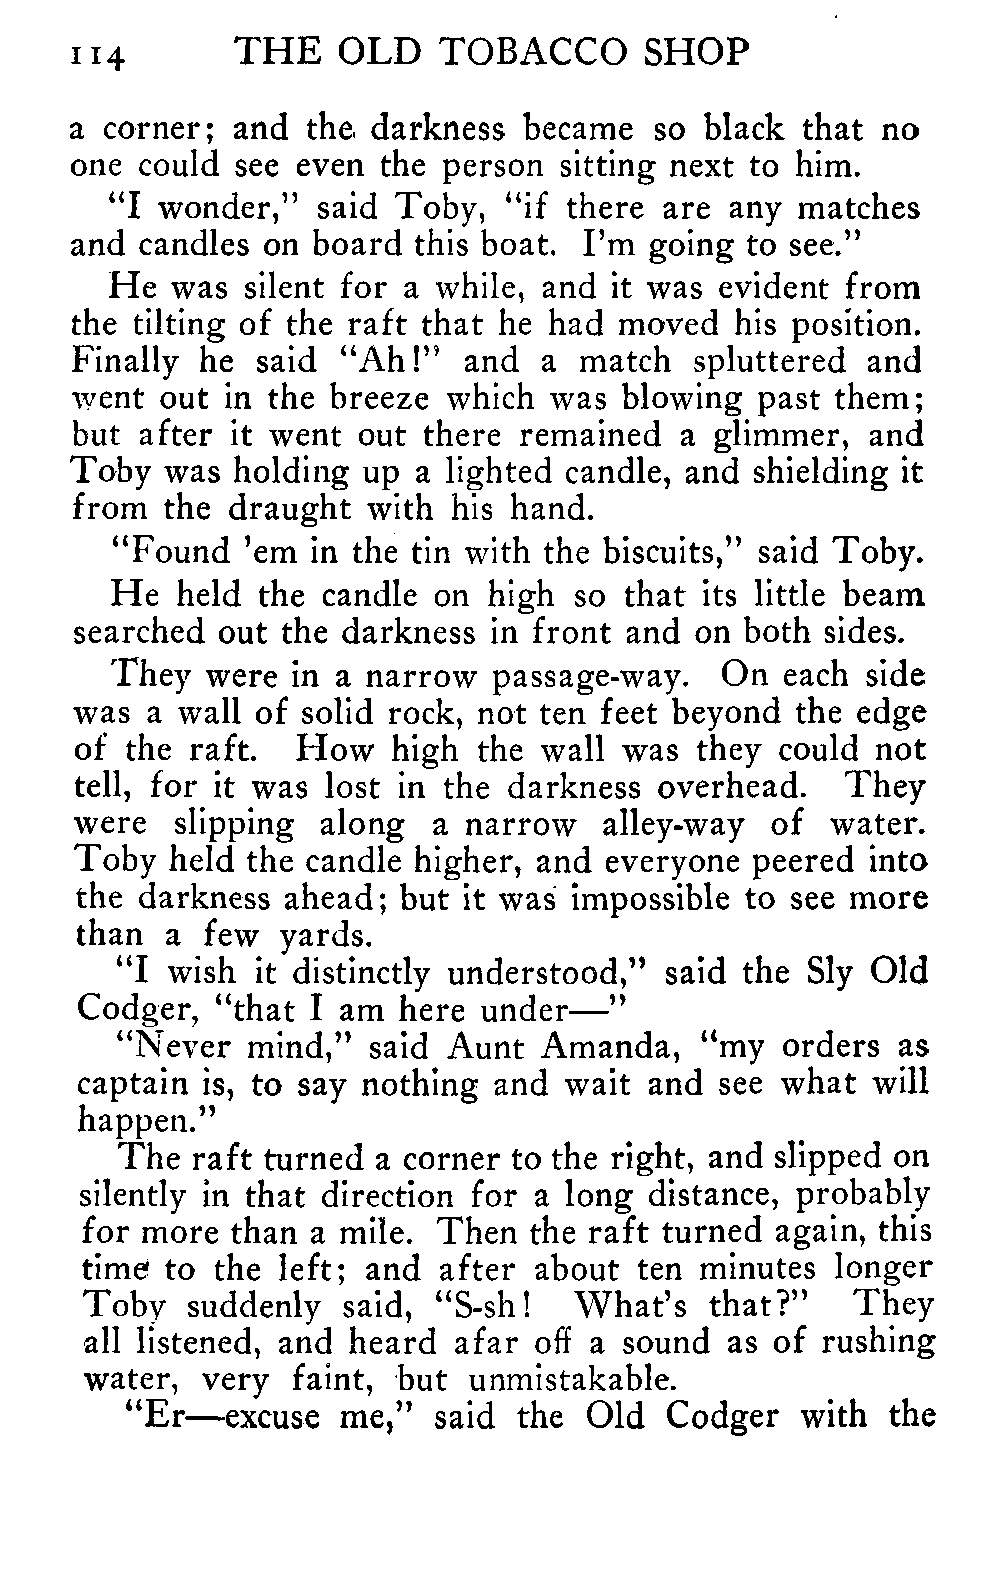 114 THE OLD TOBACCO SHOP
a corner; and the darkness became so black that no
one could see even the person sitting next to him.
"I wonder," said Toby, "if there are any matches
and candles on board this boat. I'm going to see."
He was silent for a while, and it was evident from
the tilting of the raft that he had moved his position.
Finally he said "Ah!" and a match spluttered and
went out in the breeze which was blowing past them;
but after it went out there remained a glimmer, and
Toby was holding up a lighted candle, and shielding it
from the draught with his hand.
"Found 'em in the tin with the biscuits," said Toby.
He held the candle on high so that its little beam
searched out the darkness in front and on both sides.
They were in a narrow passage-way. On each side
was a wall of solid rock, not ten feet beyond the edge
of the raft. How high the wall was they could not
tell, for it was lost in the darkness overhead. They
were slipping along a narrow alley-way of water.
Toby held the candle higher, and everyone peered into
the darkness ahead; but it was impossible to see more
than a few yards.
"I wish it distinctly understood," said the Sly Old
Codger, "that I am here under—"
"Never mind," said Aunt Amanda, "my orders as
captain is, to say nothing and wait and see what will
happen."
The raft turned a corner to the right, and slipped on
silently in that direction for a long distance, probably
for more than a mile. Then the raft turned again, this
time to the left; and after about ten minutes longer
Toby suddenly said, "S-sh! What's that?" They
all listened, and heard afar off a sound as of rushing
water, very faint, but unmistakable.
"Er—excuse me," said the Old Codger with the